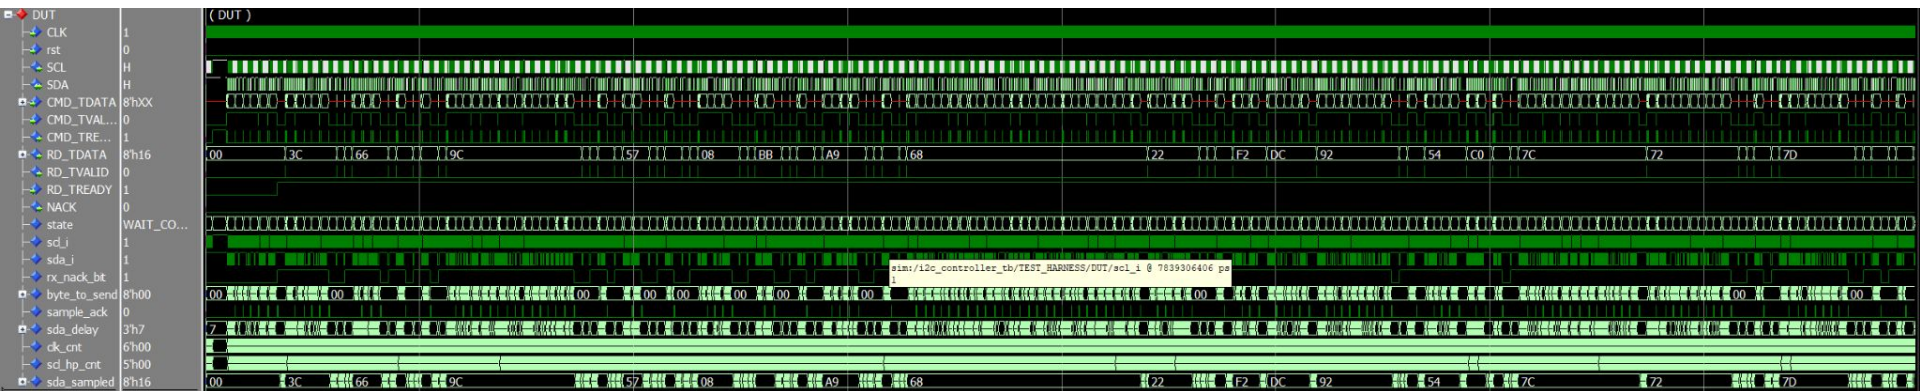 DUT ( DUT )
CLK 1
rst 0
SCL H
SDA H
CMD_TDATA 8'hXX
CMD_TVAL... 0
CMD_TRE... 1
RD_TDATA 8'h16 00 3C 66 9C 57 08 BB A9 68 22 F2 DC 92 54 C0 7C 72 7D
RD_TVALID 0
RD_TREADY 1
NACK 0
state WAIT_CO...
scl_i 1
sda_i 1
sim:/i2c_controller_tb/TEST_HARNESS/DUT/scl_i @ 7839306406 ps
1
rx_nack_bit 1
byte_to_send 8'h00 00 00 00 00 00 00 00 00 00 00
sample_ack 0
sda_delay 3'h7 7
clk_cnt 6'h00
scl_hp_cnt 5'h00
sda_sampled 8'h16 00 3C 66 9C 57 08 A9 68 22 F2 DC 92 54 7C 72 7D